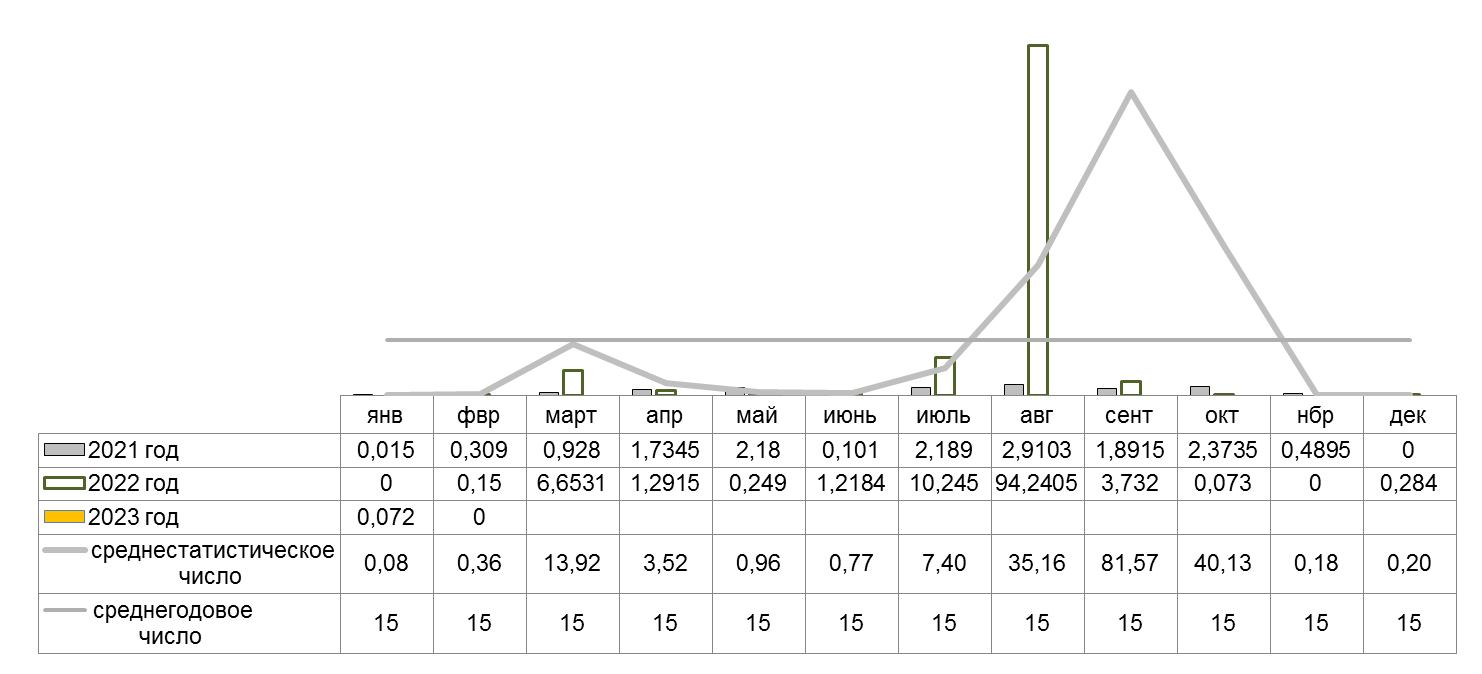 янв фвр март апр май июнь июль авг сент окт нбр дек
2021 год 0,015 0,309 0,928 1,7345 2,18 0,101 2,189 2,9103 1,8915 2,3735 0,4895 0
2022 год 0 0,15 6,6531 1,2915 0,249 1,2184 10,245 94,2405 3,732 0,073 0 0,284
2023 год 0,072 0
среднестатистическое
число 0,08 0,36 13,92 3,52 0,96 0,77 7,40 35,16 81,57 40,13 0,18 0,20
среднегодовое
число 15 15 15 15 15 15 15 15 15 15 15 15